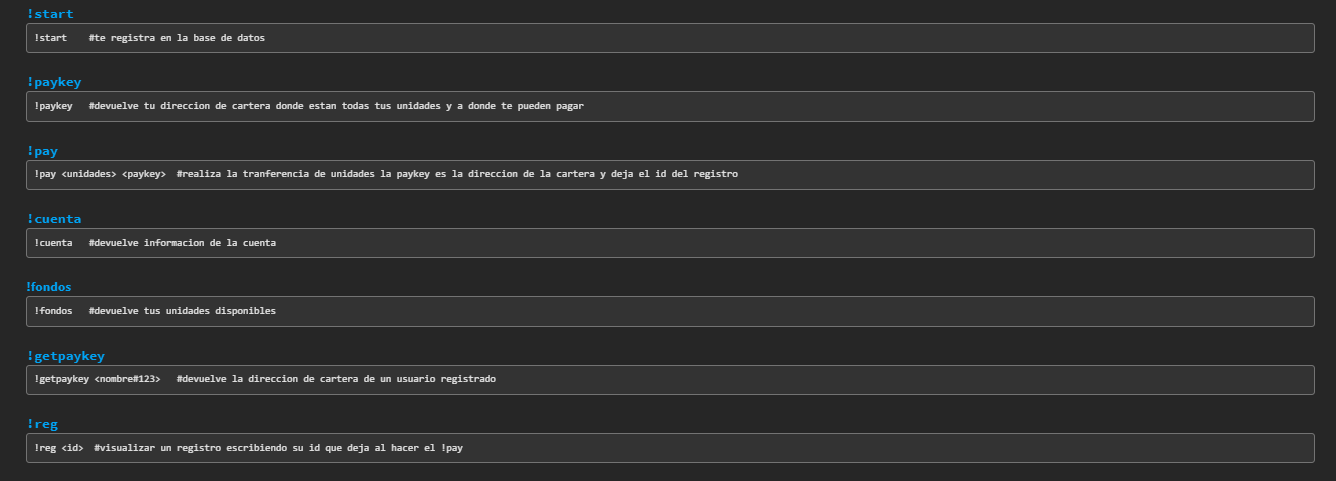 !start
!start    #te registra en la base de datos
!paykey
!paykey   #devuelve tu direccion de cartera donde estan todas tus unidades y a donde te pueden pagar
!pay
!pay <unidades> <paykey>  #realiza la tranferencia de unidades la paykey es la direccion de la cartera y deja el id del registro
!cuenta
!cuenta   #devuelve informacion de la cuenta
!fondos
!fondos   #devuelve tus unidades disponibles
!getpaykey
!getpaykey <nombre#123>   #devuelve la direccion de cartera de un usuario registrado
!reg
!reg <id>  #visualizar un registro escribiendo su id que deja al hacer el !pay